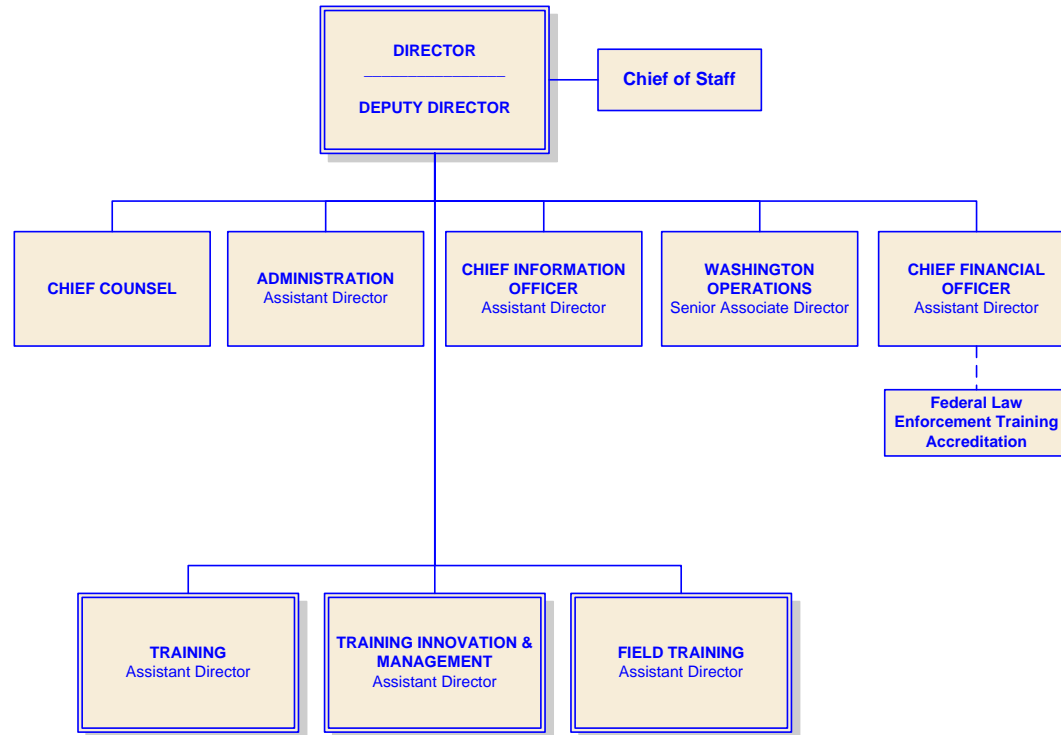 DIRECTOR
DEPUTY DIRECTOR
Chief of Staff
CHIEF COUNSEL
ADMINISTRATION
Assistant Director
CHIEF INFORMATION
OFFICER
Assistant Director
WASHINGTON
OPERATIONS
Senior Associate Director
CHIEF FINANCIAL
OFFICER
Assistant Director
Federal Law
Enforcement Training
Accreditation
TRAINING
Assistant Director
TRAINING INNOVATION &
MANAGEMENT
Assistant Director
FIELD TRAINING
Assistant Director